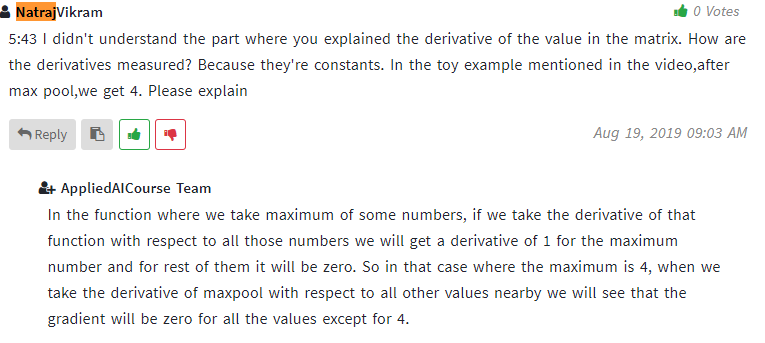 NatrajVikram 0 Votes
5:43 I didn't understand the part where you explained the derivative of the value in the matrix. How are
the derivatives measured? Because they're constants. In the toy example mentioned in the video,after
max pool,we get 4. Please explain
Reply Aug 19, 2019 09:03 AM
AppliedAICourse Team
In the function where we take maximum of some numbers, if we take the derivative of that
function with respect to all those numbers we will get a derivative of 1 for the maximum
number and for rest of them it will be zero. So in that case where the maximum is 4, when we
take the derivative of maxpool with respect to all other values nearby we will see that the
gradient will be zero for all the values except for 4.